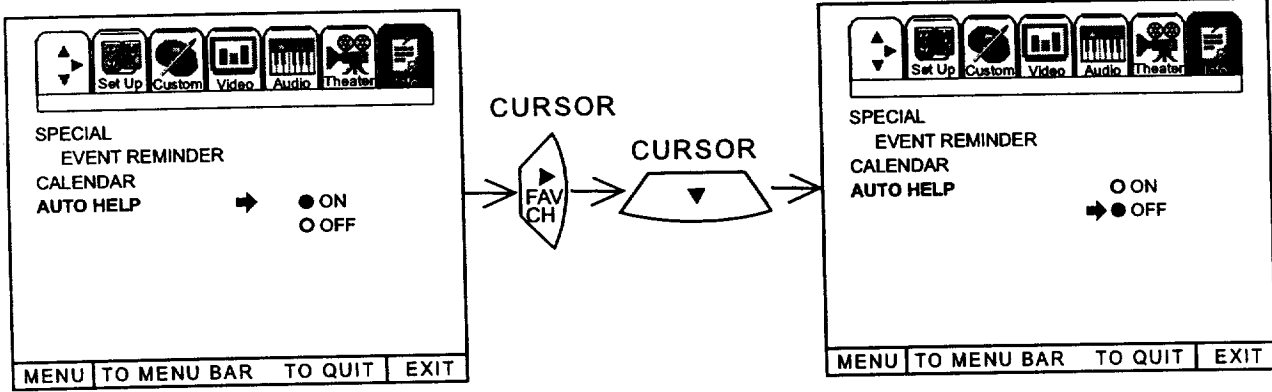 Set Up Custom Video Audio Theater Info
SPECIAL
EVENT REMINDER
CALENDAR
AUTO HELP ON
OFF
MENU TO MENU BAR TO QUIT EXIT
CURSOR
FAV
CH
CURSOR
Set Up Custom Video Audio Theater Info
SPECIAL
EVENT REMINDER
CALENDAR
AUTO HELP ON
OFF
MENU TO MENU BAR TO QUIT EXIT